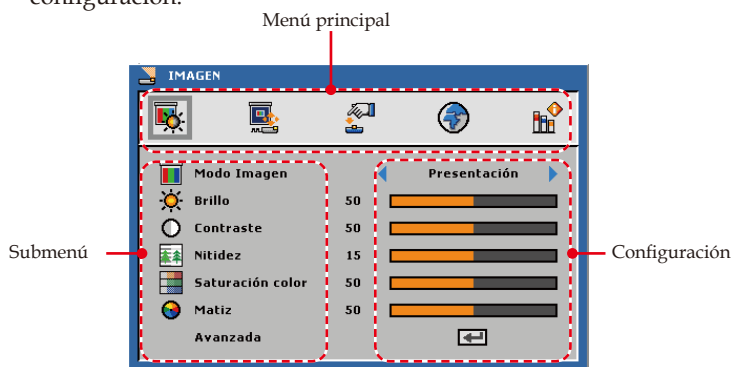 configuración.
Menú principal
IMAGEN
Modo Imagen Presentación
Brillo 50
Contraste 50
Submenú Nitidez 15 Configuración
Saturación color 50
Matiz 50
Avanzada